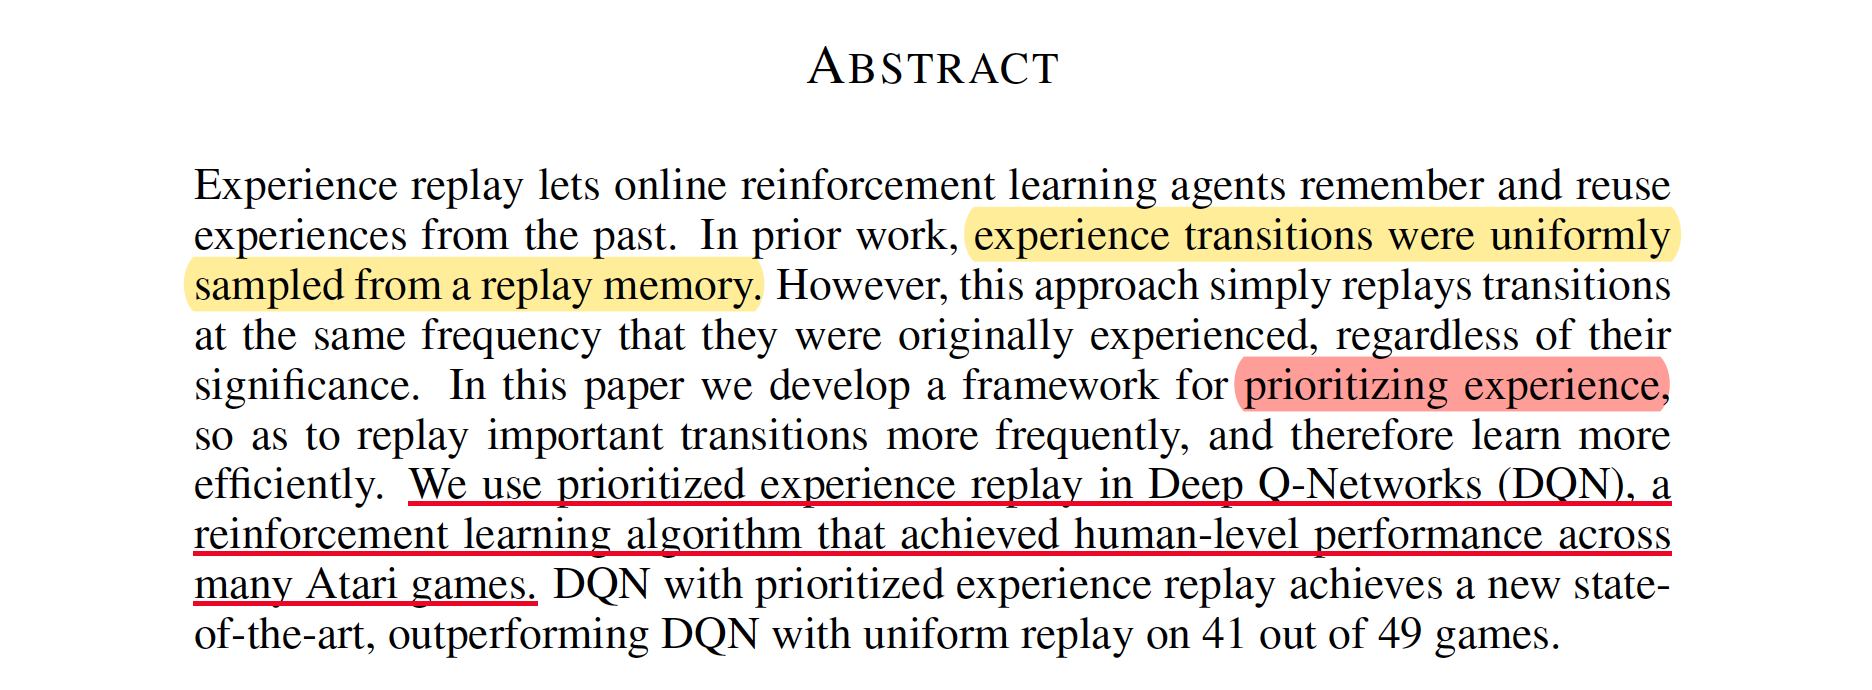 ABSTRACT
Experience replay lets online reinforcement learning agents remember and reuse
experiences from the past. In prior work, experience transitions were uniformly
sampled from a replay memory. However, this approach simply replays transitions
at the same frequency that they were originally experienced, regardless of their
significance. In this paper we develop a framework for prioritizing experience,
so as to replay important transitions more frequently, and therefore learn more
efficiently. We use prioritized experience replay in Deep Q-Networks (DQN), a
reinforcement learning algorithm that achieved human-level performance across
many Atari games. DQN with prioritized experience replay achieves a new state-
of-the-art, outperforming DQN with uniform replay on 41 out of 49 games.